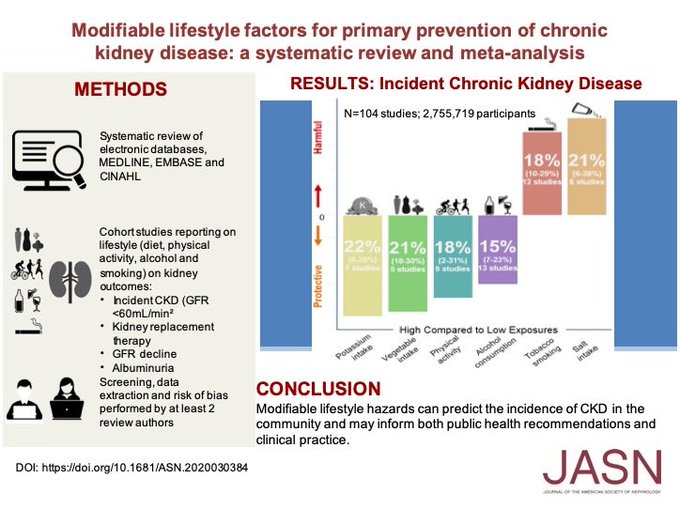 Modifiable lifestyle factors for primary prevention of chronic
kidney disease: a systematic review and meta-analysis
METHODS
Systematic review of
electronic databases,
MEDLINE, EMBASE and
CINAHL
Cohort studies reporting on
lifestyle (diet, physical
activity, alcohol and
smoking) on kidney
outcomes:
• Incident CKD (GFR
<60mL/min²
• Kidney replacement
therapy
• GFR decline
• Albuminuria
Screening, data
extraction and risk of bias
performed by at least 2
review authors
RESULTS: Incident Chronic Kidney Disease
N=104 studies; 2,755,719 participants
Harmful
0
Protective
K
22%
7 studies
Potassium
intake
21%
(10-30%)
5 studies
Vegetable
intake
18%
(2-31%)
9 studies
Physical
activity
15%
(7-23%)
13 studies
Alcohol
consumption
18%
(10-29%)
12 studies
Tobacco
smoking
21%
(6-38%)
6 studies
Salt
intake
High Compared to Low Exposures
CONCLUSION
Modifiable lifestyle hazards can predict the incidence of CKD in the
community and may inform both public health recommendations and
clinical practice.
DOI: https://doi.org/10.1681/ASN.2020030384
JASN
JOURNAL OF THE AMERICAN SOCIETY OF NEPHROLOGY